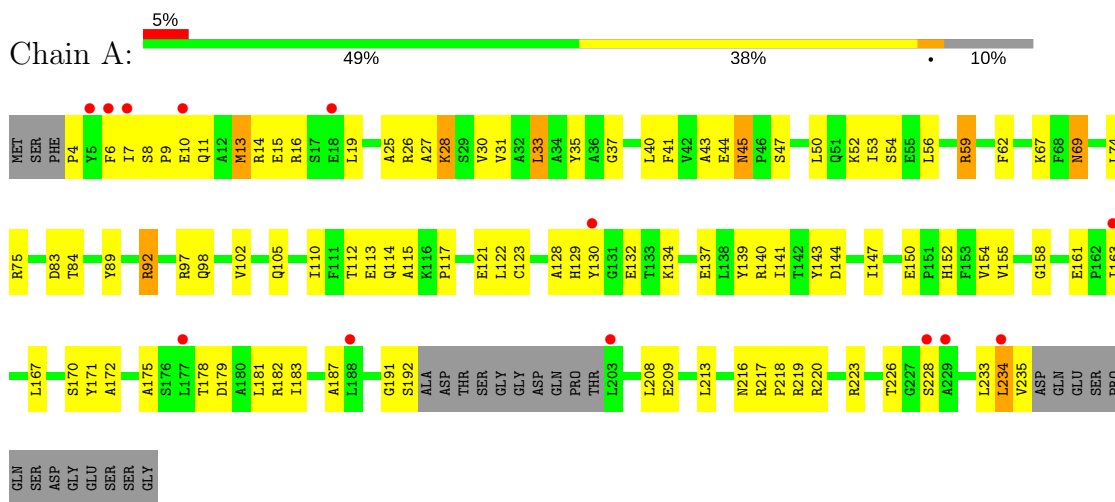 5%
Chain A:
49% 38% • 10%
MET SER PHE P4 Y5 F6 I7 S8 P9 E10 Q11 A12 M13 R14 E15 R16 S17 E18 L19 A25 R26 A27 K28 S29 V30 V31 A32 L33 A34 Y35 A36 G37 L40 F41 V42 A43 E44 N45 P46 S47 L50 Q51 K52 I53 S54 E55 L56 R59 F62 K67 F68 N69 L74
R75 D83 T84 Y89 R92 R97 Q98 V102 Q105 I110 F111 T112 E113 Q114 A115 K116 P117 E121 L122 C123 A128 H129 Y130 G131 E132 T133 K134 E137 L138 Y139 R140 I141 T142 Y143 D144 I147 E150 P151 H152 F153 V154 V155 G158 E161 P162 I163
L167 S170 Y171 A172 A175 S176 L177 T178 D179 A180 L181 R182 I183 A187 L188 G191 S192 ALA ASP THR SER GLY GLY ASP GLN PRO THR L203 L208 E209 L213 N216 R217 P218 R219 R220 R223 T226 G227 S228 A229 L233 L234 V235 ASP GLN GLU SER PRO
GLN SER ASP GLY GLU SER SER GLY